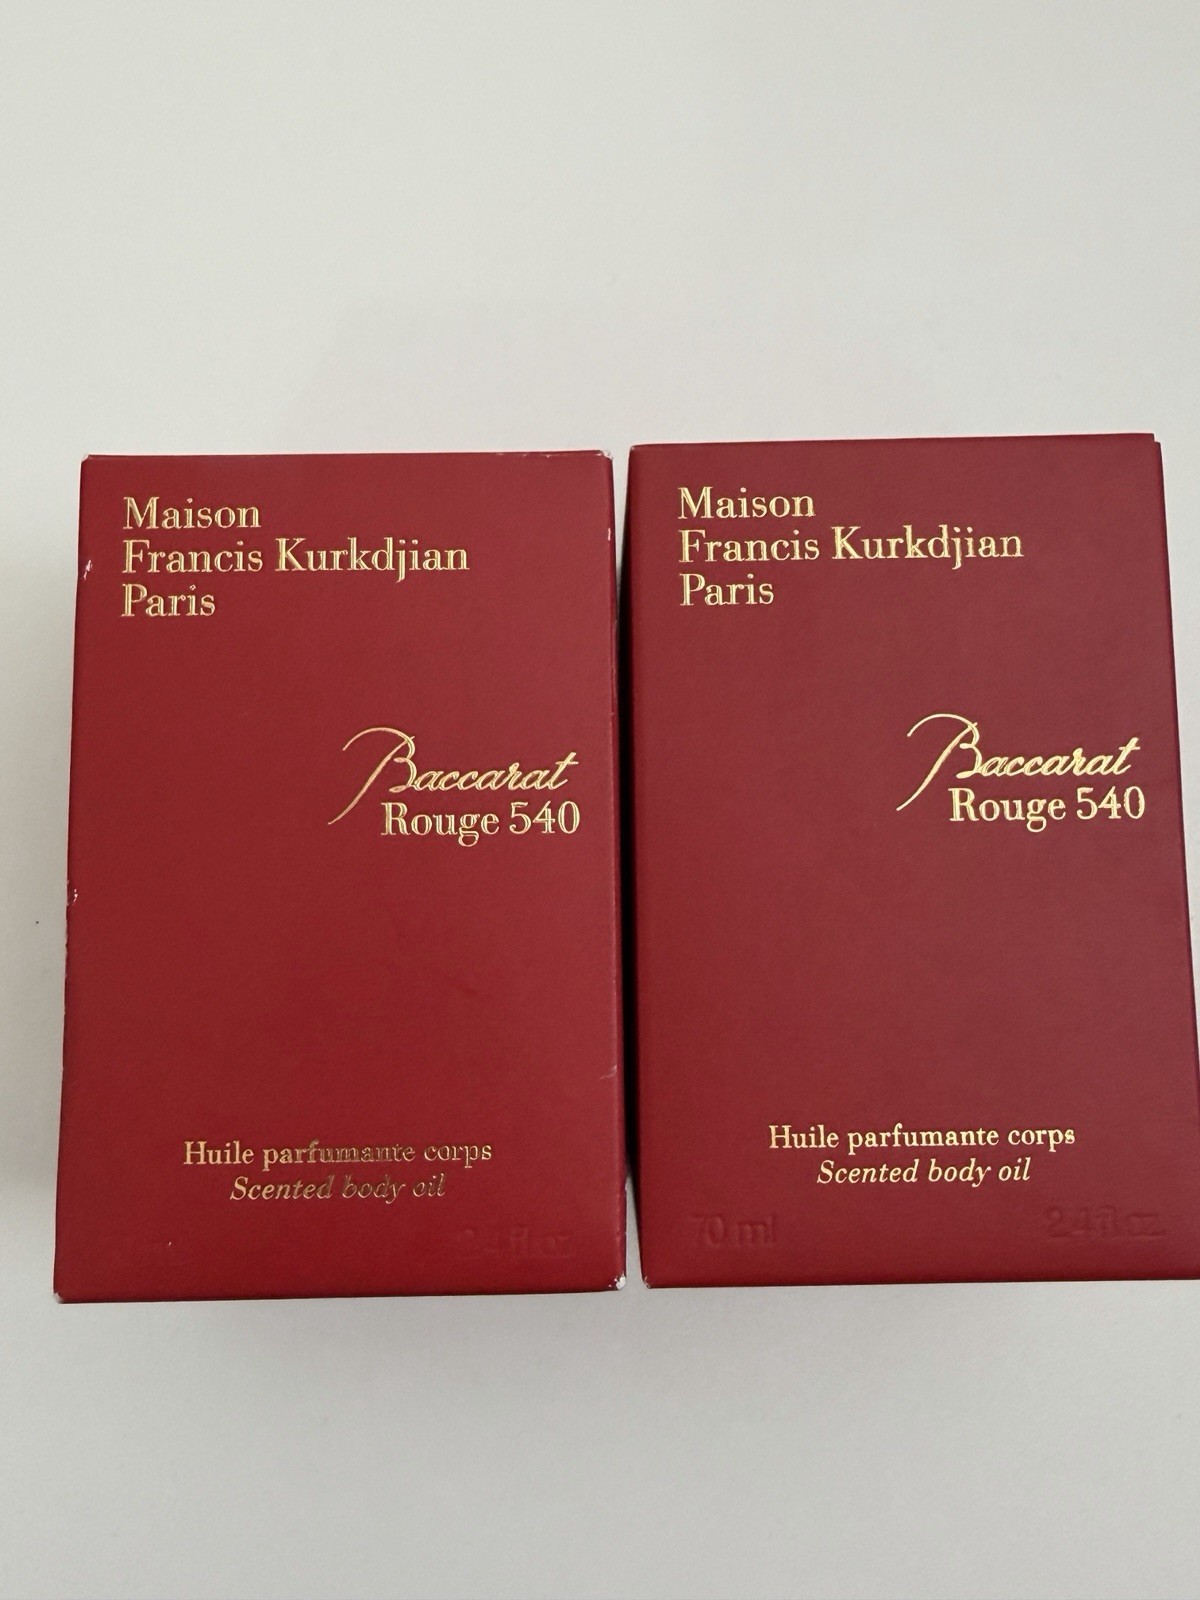 Maison
Francis Kurkdjian
Paris
Baccarat
Rouge 540
Huile parfumante corps
Scented body oil
2.4 fl oz
Maison
Francis Kurkdjian
Paris
Baccarat
Rouge 540
Huile parfumante corps
Scented body oil
70 ml 2.4 fl oz